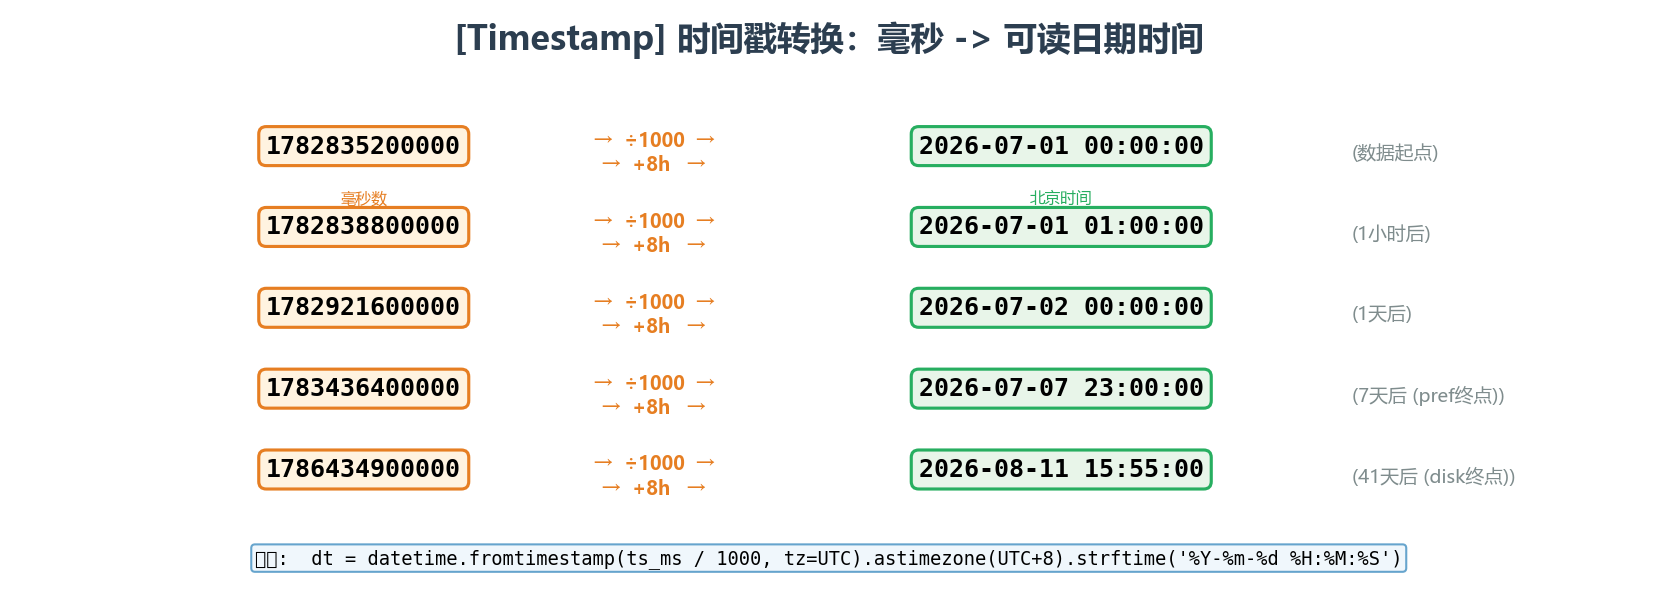 [Timestamp] 时间戳转换：毫秒 -> 可读日期时间
1782835200000 → ÷1000 → 2026-07-01 00:00:00 (数据起点)
→ +8h →
毫秒数 北京时间
1782838800000 → ÷1000 → 2026-07-01 01:00:00 (1小时后)
→ +8h →
1782921600000 → ÷1000 → 2026-07-02 00:00:00 (1天后)
→ +8h →
1783436400000 → ÷1000 → 2026-07-07 23:00:00 (7天后 (pref终点))
→ +8h →
1786434900000 → ÷1000 → 2026-08-11 15:55:00 (41天后 (disk终点))
→ +8h →
: dt = datetime.fromtimestamp(ts_ms / 1000, tz=UTC).astimezone(UTC+8).strftime('%Y-%m-%d %H:%M:%S')